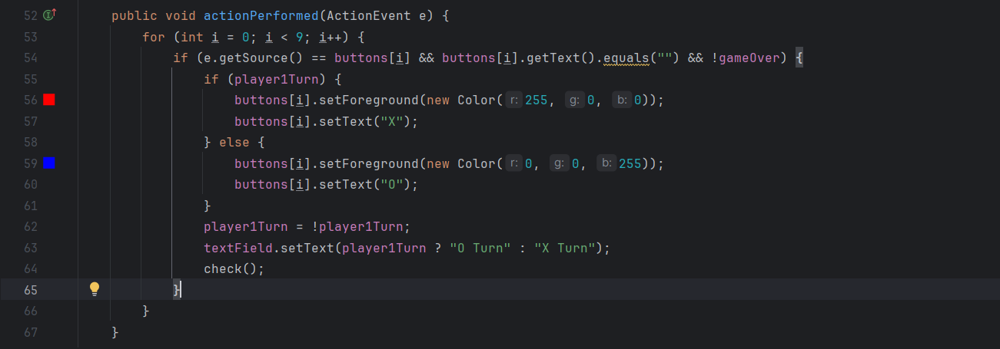 52 public void actionPerformed(ActionEvent e) {
53 for (int i = 0; i < 9; i++) {
54 if (e.getSource() == buttons[i] && buttons[i].getText().equals("") && !gameOver) {
55 if (player1Turn) {
56 buttons[i].setForeground(new Color( r: 255, g: 0, b: 0));
57 buttons[i].setText("X");
58 } else {
59 buttons[i].setForeground(new Color( r: 0, g: 0, b: 255));
60 buttons[i].setText("O");
61 }
62 player1Turn = !player1Turn;
63 textField.setText(player1Turn ? "O Turn" : "X Turn");
64 check();
65 }
66 }
67 }